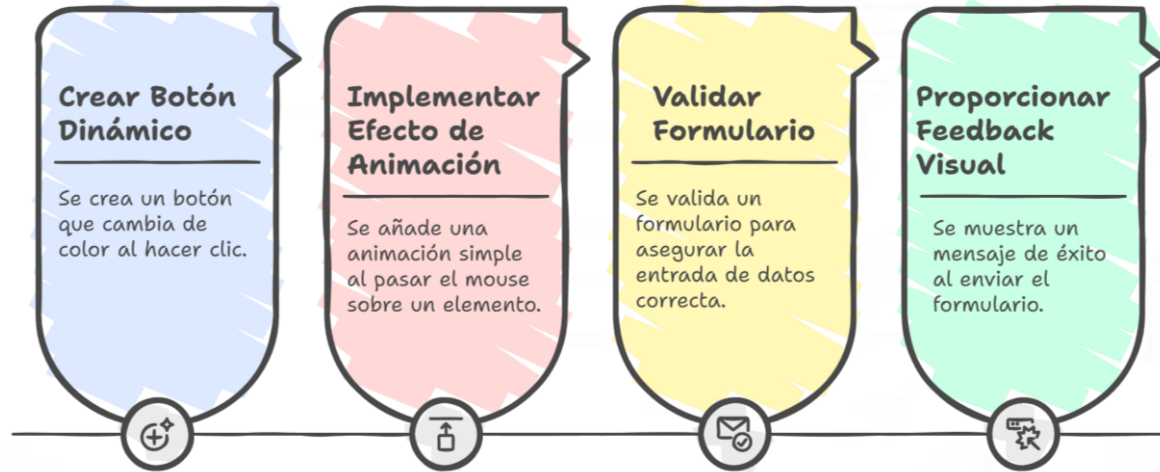 Crear Botón
Dinámico
Se crea un botón
que cambia de
color al hacer clic.
Implementar
Efecto de
Animación
Se añade una
animación simple
al pasar el mouse
sobre un elemento.
Validar
Formulario
Se valida un
formulario para
asegurar la
entrada de datos
correcta.
Proporcionar
Feedback
Visual
Se muestra un
mensaje de éxito
al enviar el
formulario.